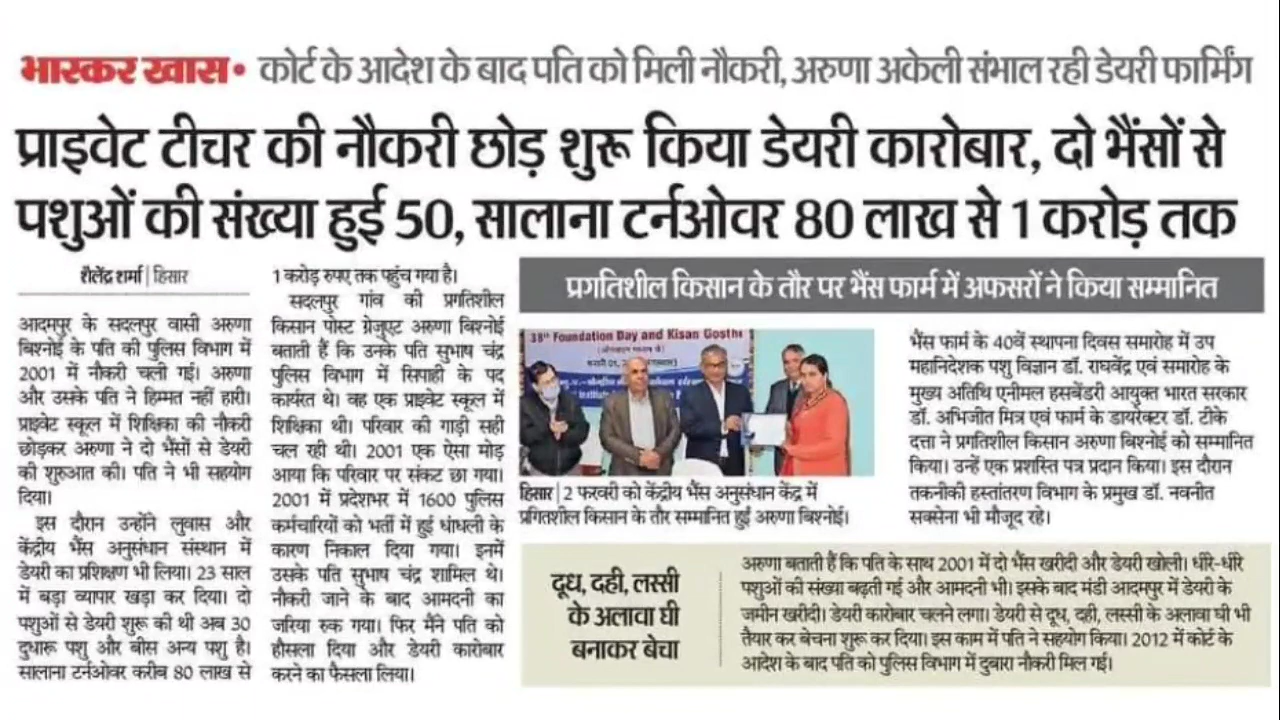 भास्कर खास • कोर्ट के आदेश के बाद पति को मिली नौकरी, अरुणा अकेली संभाल रही डेयरी फार्मिंग
प्राइवेट टीचर की नौकरी छोड़ शुरू किया डेयरी कारोबार, दो भैंसों से
पशुओं की संख्या हुई 50, सालाना टर्नओवर 80 लाख से 1 करोड़ तक
शैलेंद्र शर्मा | हिसार
आदमपुर के सदलपुर वासी अरुणा
बिश्नोई के पति की पुलिस विभाग में
2001 में नौकरी चली गई। अरुणा
और उसके पति ने हिम्मत नहीं हारी।
प्राइवेट स्कूल में शिक्षिका की नौकरी
छोड़कर अरुणा ने दो भैंसों से डेयरी
की शुरुआत की। पति ने भी सहयोग
दिया।
इस दौरान उन्होंने लुवास और
केंद्रीय भैंस अनुसंधान संस्थान में
डेयरी का प्रशिक्षण भी लिया। 23 साल
में बड़ा व्यापार खड़ा कर दिया। दो
पशुओं से डेयरी शुरू की थी अब 30
दुधारू पशु और बीस अन्य पशु है।
सालाना टर्नओवर करीब 80 लाख से
1 करोड़ रुपए तक पहुंच गया है।
सदलपुर गांव की प्रगतिशील
किसान पोस्ट ग्रेजुएट अरुणा बिश्नोई
बताती हैं कि उनके पति सुभाष चंद्र
पुलिस विभाग में सिपाही के पद
कार्यरत थे। वह एक प्राइवेट स्कूल में
शिक्षिका थी। परिवार की गाड़ी सही
चल रही थी। 2001 एक ऐसा मोड़
आया कि परिवार पर संकट छा गया।
2001 में प्रदेशभर में 1600 पुलिस
कर्मचारियों को भर्ती में हुई धांधली के
कारण निकाल दिया गया। इनमें
उसके पति सुभाष चंद्र शामिल थे।
नौकरी जाने के बाद आमदनी का
जरिया रुक गया। फिर मैंने पति को
हौसला दिया और डेयरी कारोबार
करने का फैसला लिया।
प्रगतिशील किसान के तौर पर भैंस फार्म में अफसरों ने किया सम्मानित
38th Foundation Day and Kisan Gosthi
हिसार | 2 फरवरी को केंद्रीय भैंस अनुसंधान केंद्र में
प्रगितशील किसान के तौर सम्मानित हुईं अरुणा बिश्नोई।
भैंस फार्म के 40वें स्थापना दिवस समारोह में उप
महानिदेशक पशु विज्ञान डॉ. राघवेंद्र एवं समारोह के
मुख्य अतिथि एनीमल हसबेंडरी आयुक्त भारत सरकार
डॉ. अभिजीत मित्र एवं फार्म के डायरेक्टर डॉ. टीके
दत्ता ने प्रगतिशील किसान अरुणा बिश्नोई को सम्मानित
किया। उन्हें एक प्रशस्ति पत्र प्रदान किया। इस दौरान
तकनीकी हस्तांतरण विभाग के प्रमुख डॉ. नवनीत
सक्सेना भी मौजूद रहे।
दूध, दही, लस्सी
के अलावा घी
बनाकर बेचा
अरुणा बताती हैं कि पति के साथ 2001 में दो भैंस खरीदी और डेयरी खोली। धीरे-धीरे
पशुओं की संख्या बढ़ती गई और आमदनी भी। इसके बाद मंडी आदमपुर में डेयरी के
जमीन खरीदी। डेयरी कारोबार चलने लगा। डेयरी से दूध, दही, लस्सी के अलावा घी भी
तैयार कर बेचना शुरू कर दिया। इस काम में पति ने सहयोग किया। 2012 में कोर्ट के
आदेश के बाद पति को पुलिस विभाग में दुबारा नौकरी मिल गई।